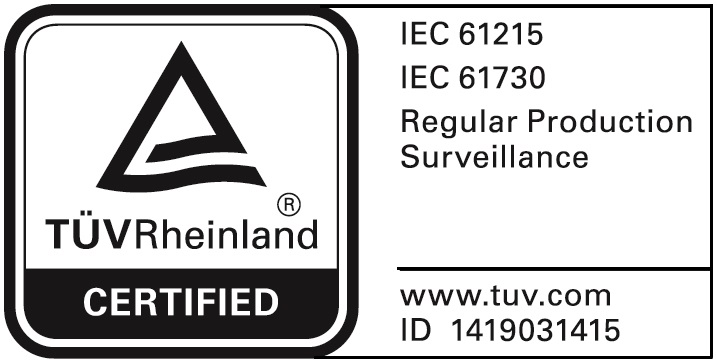 TÜVRheinland®
CERTIFIED
IEC 61215
IEC 61730
Regular Production
Surveillance
www.tuv.com
ID 1419031415